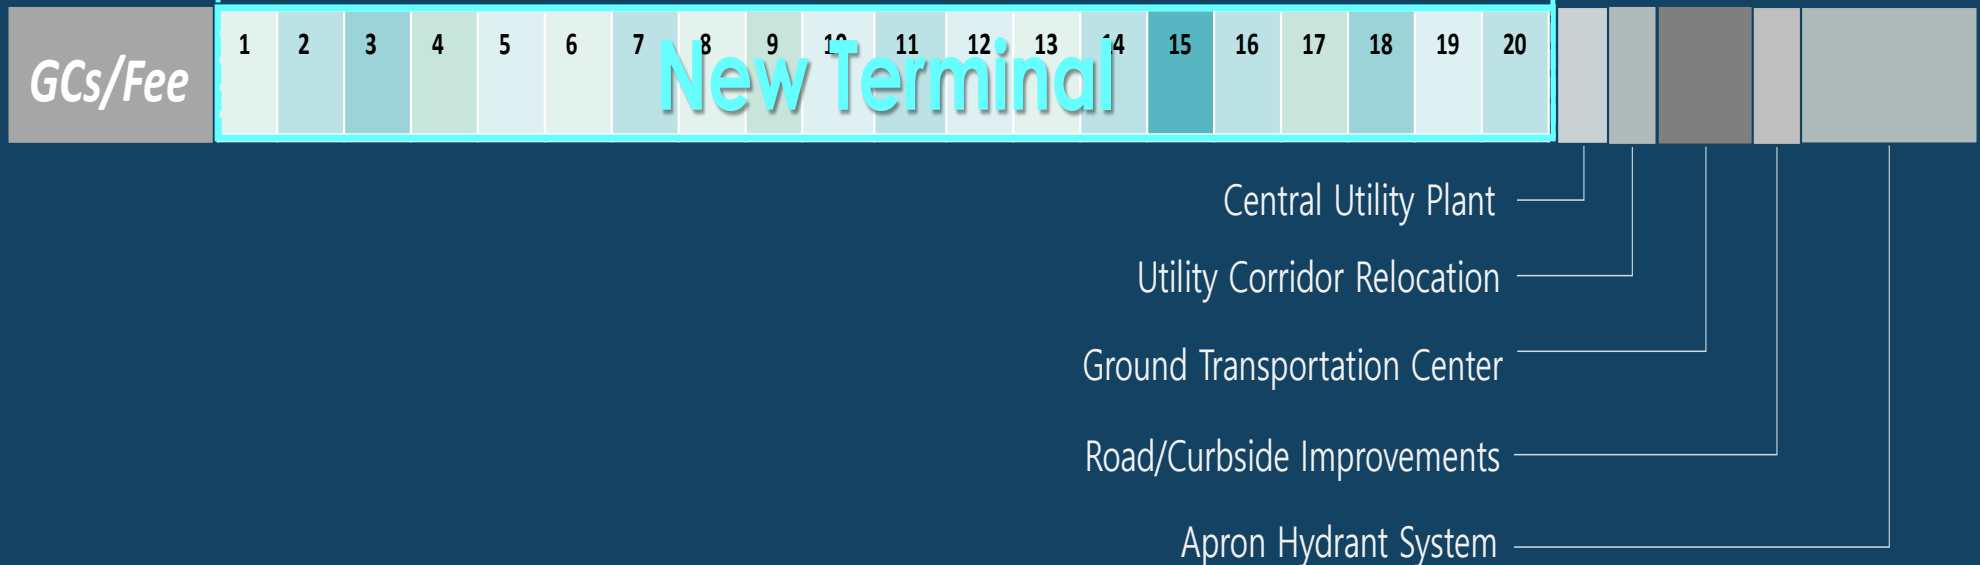 GCs/Fee 1 2 3 4 5 6 7 8 9 10 11 12 13 14 15 16 17 18 19 20
New Terminal
Central Utility Plant
Utility Corridor Relocation
Ground Transportation Center
Road/Curbside Improvements
Apron Hydrant System